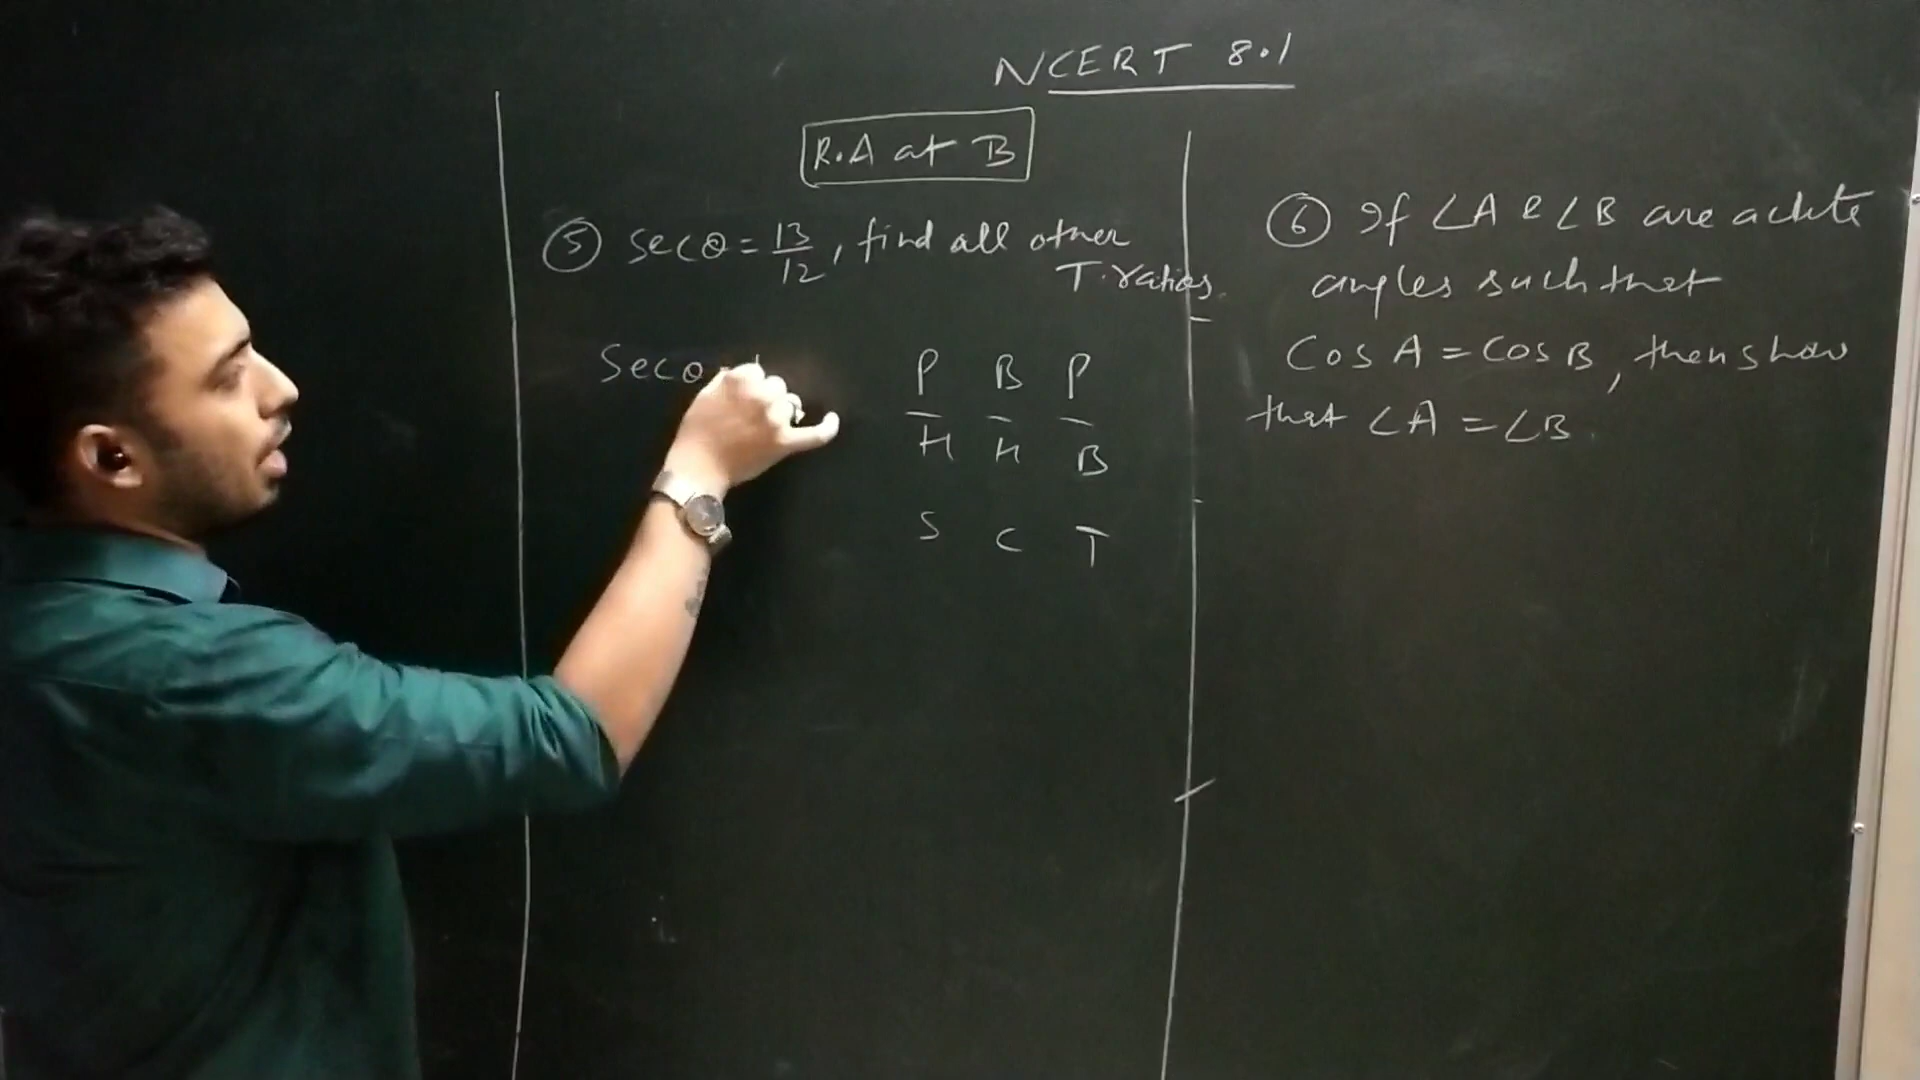 NCERT 8.1
R.A at B
⑤ secθ = 13/12, find all other
T. ratios.
Secθ =
P B P
— — —
H H B
S C T
⑥ If ∠A & ∠B are acute
angles such that
Cos A = Cos B, then show
that ∠A = ∠B.